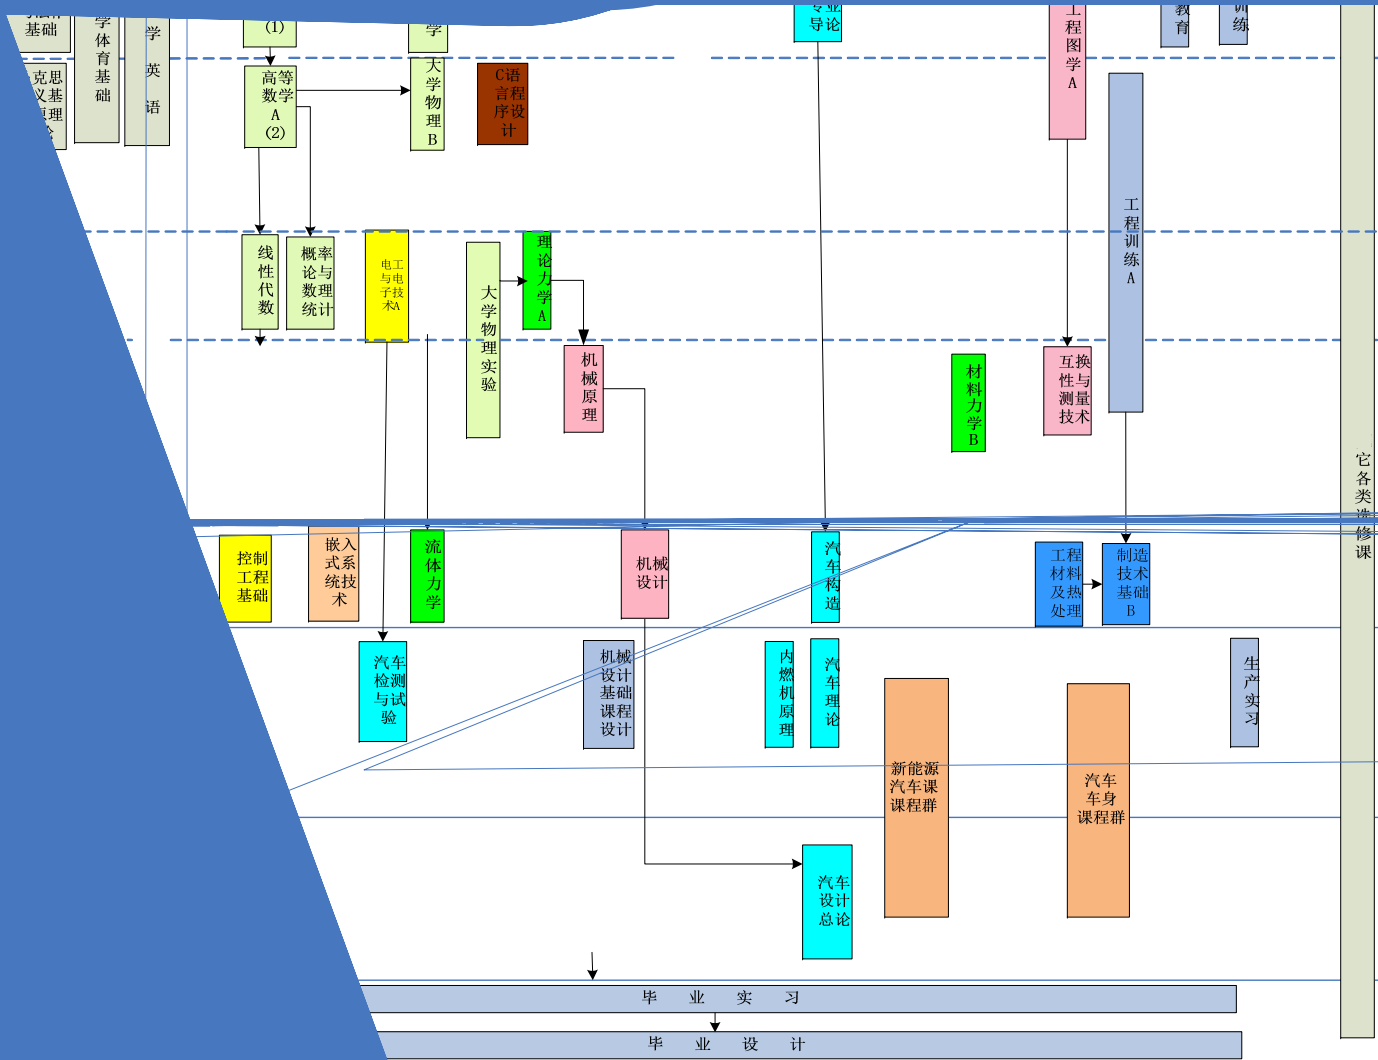 基础
学
体
育
基
础
学
英
语
(1)
学
专业
导论
工
程
图
学
A
教
育
训
练
克思
义基
理
高等
数学
A
(2)
大
学
物
理
B
C语
言程
序设
计
工
程
训
练
A
线
性
代
数
概率
论与
数理
统计
电工
与电
子技
术A
大
学
物
理
实
验
理
论
力
学
A
机
械
原
理
材
料
力
学
B
互换
性与
测量
技术
它
各
类
选
修
课
控制
工程
基础
嵌入
式系
统技
术
流
体
力
学
机械
设计
汽
车
构
造
工程
材料
及热
处理
制造
技术
基础
B
汽车
检测
与试
验
机械
设计
基础
课程
设计
内
燃
机
原
理
汽
车
理
论
新能源
汽车课
课程群
汽车
车身
课程群
生
产
实
习
汽车
设计
总论
毕业实习
毕业设计